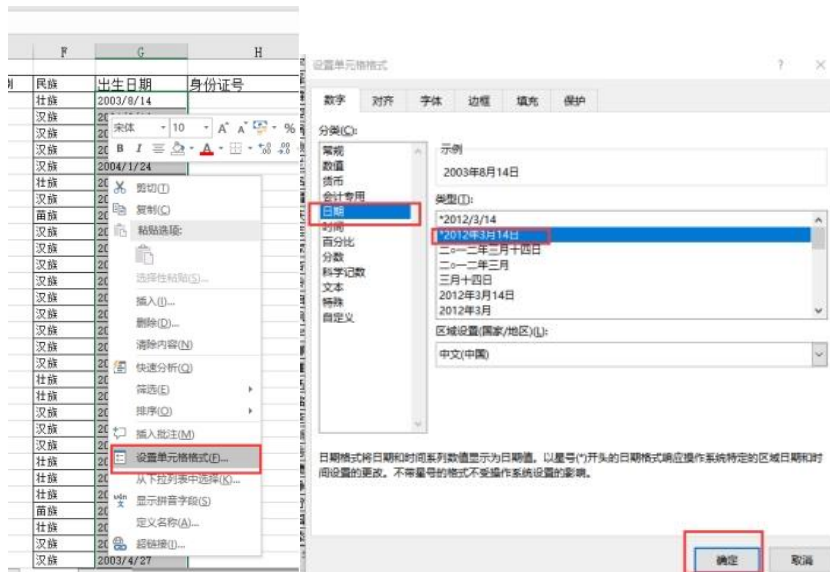 F G H
民族 出生日期 身份证号
壮族 2003/8/14
汉族
汉族 宋体 10 A A %
汉族 B I A
汉族 2004/1/24
壮族
汉族 剪切(T)
苗族 复制(C)
汉族 粘贴选项:
汉族
汉族
汉族 选择性粘贴(S)...
汉族 插入(I)...
汉族 删除(D)...
汉族 清除内容(N)
汉族 快速分析(Q)
壮族 筛选(E)
壮族
汉族 排序(O)
汉族 插入批注(M)
汉族
壮族 设置单元格格式(F)...
壮族 从下拉列表中选择(K)...
壮族 显示拼音字段(S)
苗族
壮族 定义名称(A)...
汉族 超链接(I)...
汉族 2003/4/27
设置单元格格式 ? ×
数字 对齐 字体 边框 填充 保护
分类(C):
常规
数值
货币
会计专用
日期
时间
百分比
分数
科学记数
文本
特殊
自定义
示例
2003年8月14日
类型(T):
*2012/3/14
*2012年3月14日
二〇一二年三月十四日
二〇一二年三月
三月十四日
2012年3月14日
2012年3月
区域设置(国家/地区)(L):
中文(中国)
日期格式将日期和时间系列数值显示为日期值。以星号(*)开头的日期格式响应操作系统特定的区域日期和时
间设置的更改。不带星号的格式不受操作系统设置的影响。
确定 取消